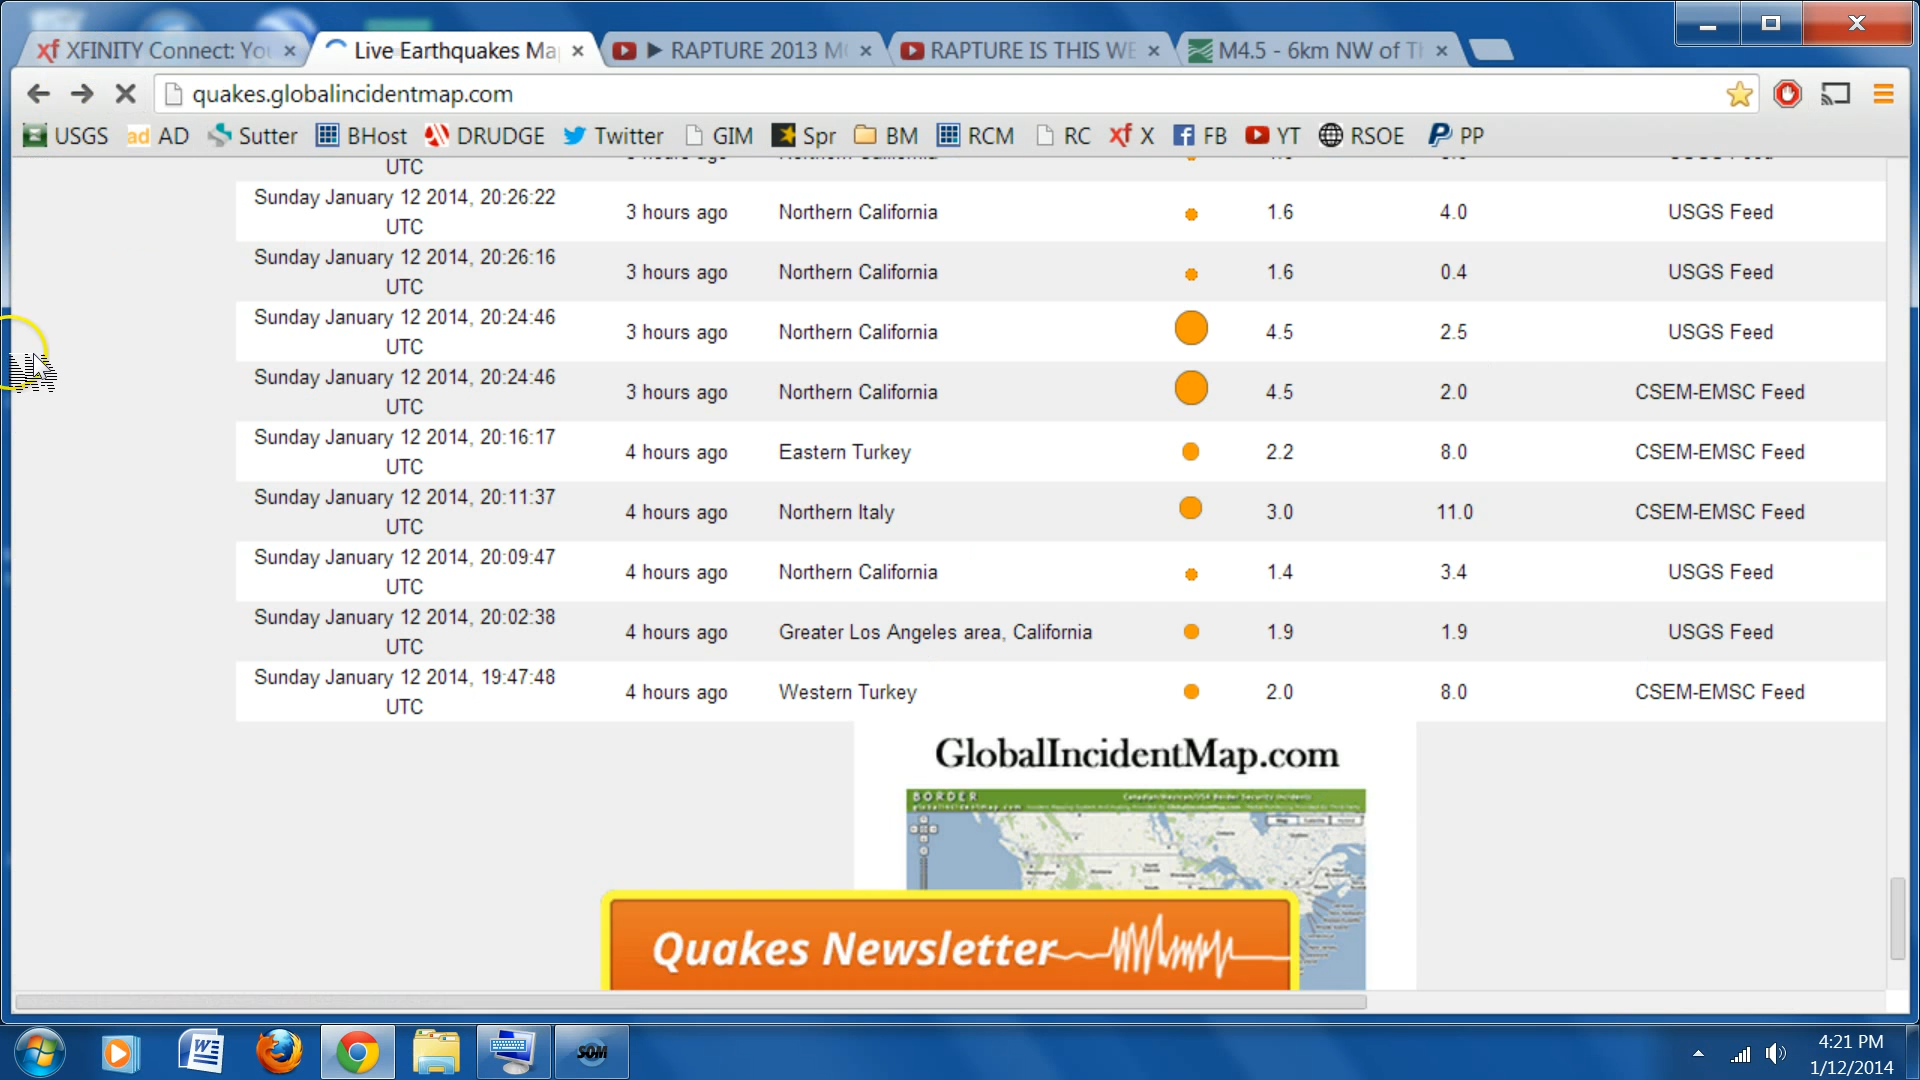 XFINITY Connect: You
Live Earthquakes Ma
▶ RAPTURE 2013 M
RAPTURE IS THIS WE
M4.5 - 6km NW of Th
quakes.globalincidentmap.com
USGS ad AD Sutter BHost DRUDGE Twitter GIM Spr BM RCM RC xf X FB YT RSOE PP
UTC
Sunday January 12 2014, 20:26:22 UTC 3 hours ago Northern California 1.6 4.0 USGS Feed
Sunday January 12 2014, 20:26:16 UTC 3 hours ago Northern California 1.6 0.4 USGS Feed
Sunday January 12 2014, 20:24:46 UTC 3 hours ago Northern California 4.5 2.5 USGS Feed
Sunday January 12 2014, 20:24:46 UTC 3 hours ago Northern California 4.5 2.0 CSEM-EMSC Feed
Sunday January 12 2014, 20:16:17 UTC 4 hours ago Eastern Turkey 2.2 8.0 CSEM-EMSC Feed
Sunday January 12 2014, 20:11:37 UTC 4 hours ago Northern Italy 3.0 11.0 CSEM-EMSC Feed
Sunday January 12 2014, 20:09:47 UTC 4 hours ago Northern California 1.4 3.4 USGS Feed
Sunday January 12 2014, 20:02:38 UTC 4 hours ago Greater Los Angeles area, California 1.9 1.9 USGS Feed
Sunday January 12 2014, 19:47:48 UTC 4 hours ago Western Turkey 2.0 8.0 CSEM-EMSC Feed
GlobalIncidentMap.com
BORDER
Quakes Newsletter
SOM
4:21 PM
1/12/2014